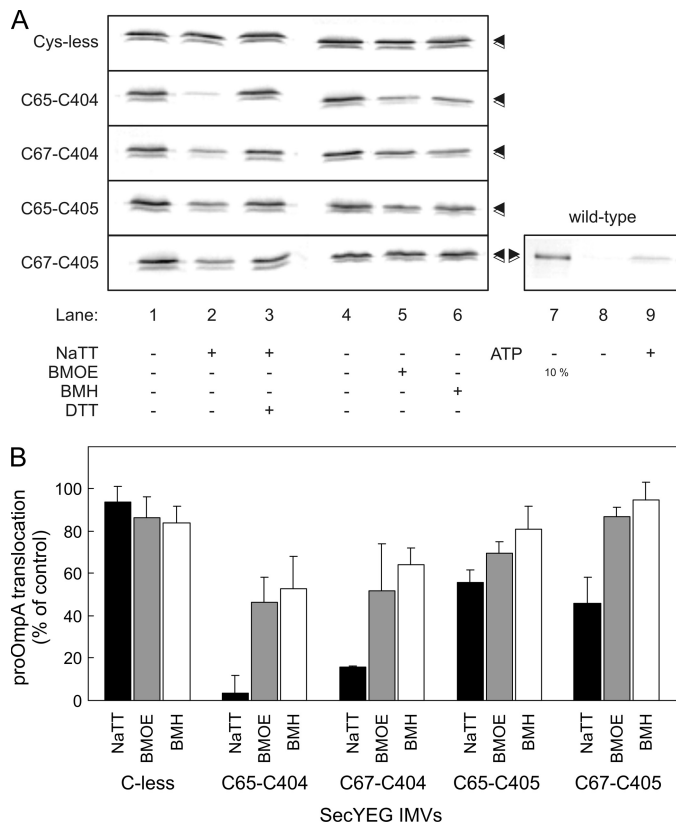 A
Cys-less
C65-C404
C67-C404
C65-C405
wild-type
C67-C405
Lane: 1 2 3 4 5 6 7 8 9
NaTT - + + - - - ATP - - +
BMOE - - - - + - 10 %
BMH - - - - - +
DTT - - + - - -
B
proOmpA translocation
(% of control)
100
80
60
40
20
0
NaTT BMOE BMH NaTT BMOE BMH NaTT BMOE BMH NaTT BMOE BMH NaTT BMOE BMH
C-less C65-C404 C67-C404 C65-C405 C67-C405
SecYEG IMVs